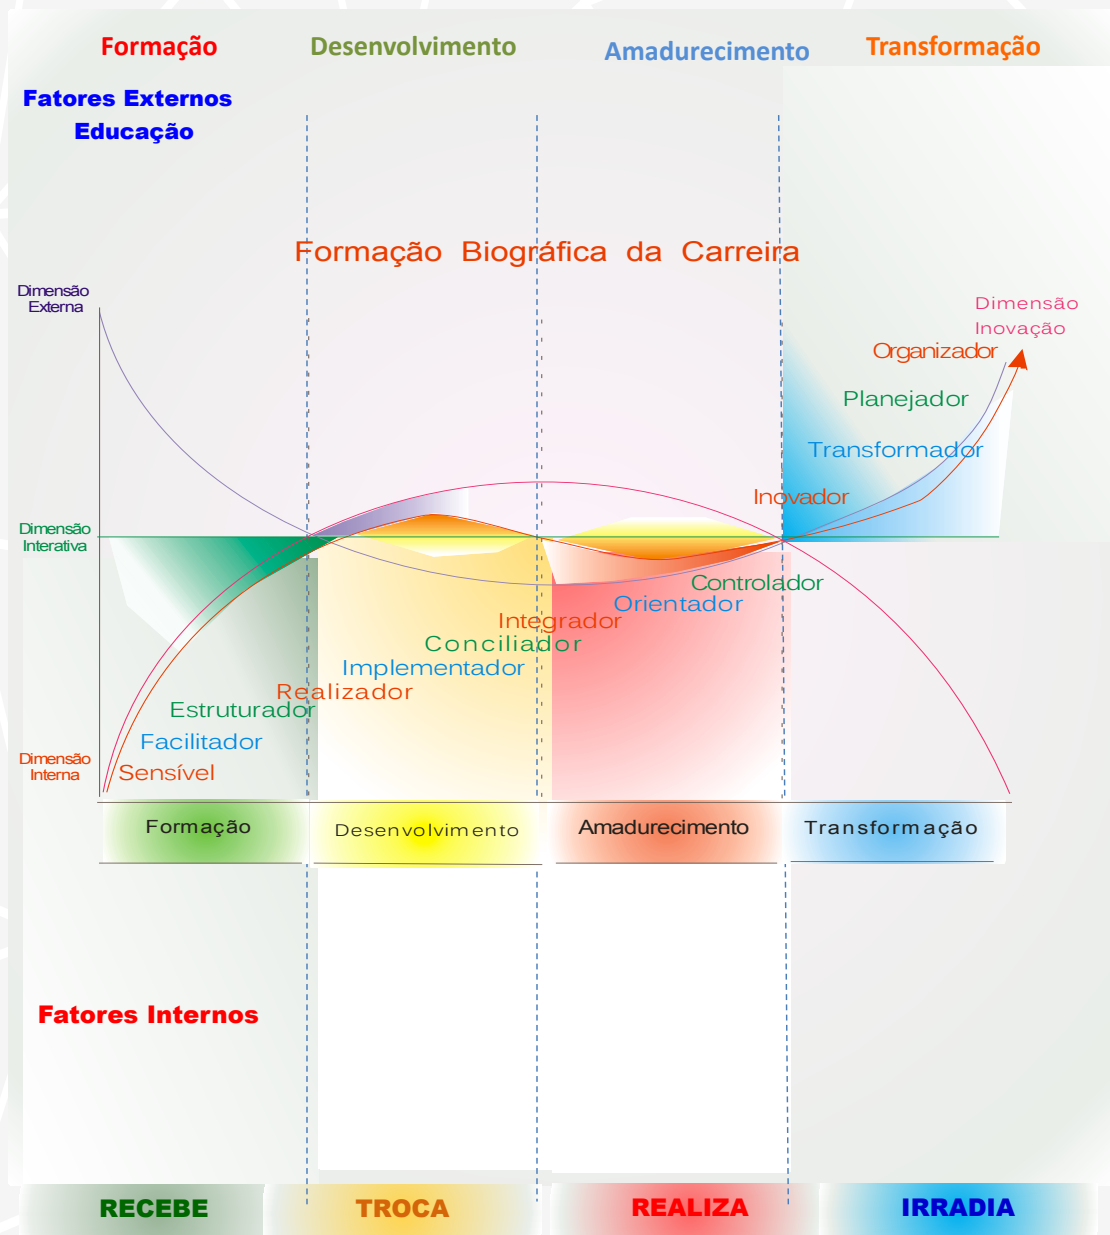 Formação
Desenvolvimento
Amadurecimento
Transformação
Fatores Externos
Educação
Formação Biográfica da Carreira
Dimensão
Externa
Dimensão
Inovação
Organizador
Planejador
Transformador
Inovador
Dimensão
Interativa
Controlador
Orientador
Integrador
Conciliador
Implementador
Realizador
Estruturador
Facilitador
Sensível
Dimensão
Interna
Formação
Desenvolvimento
Amadurecimento
Transformação
Fatores Internos
RECEBE
TROCA
REALIZA
IRRADIA